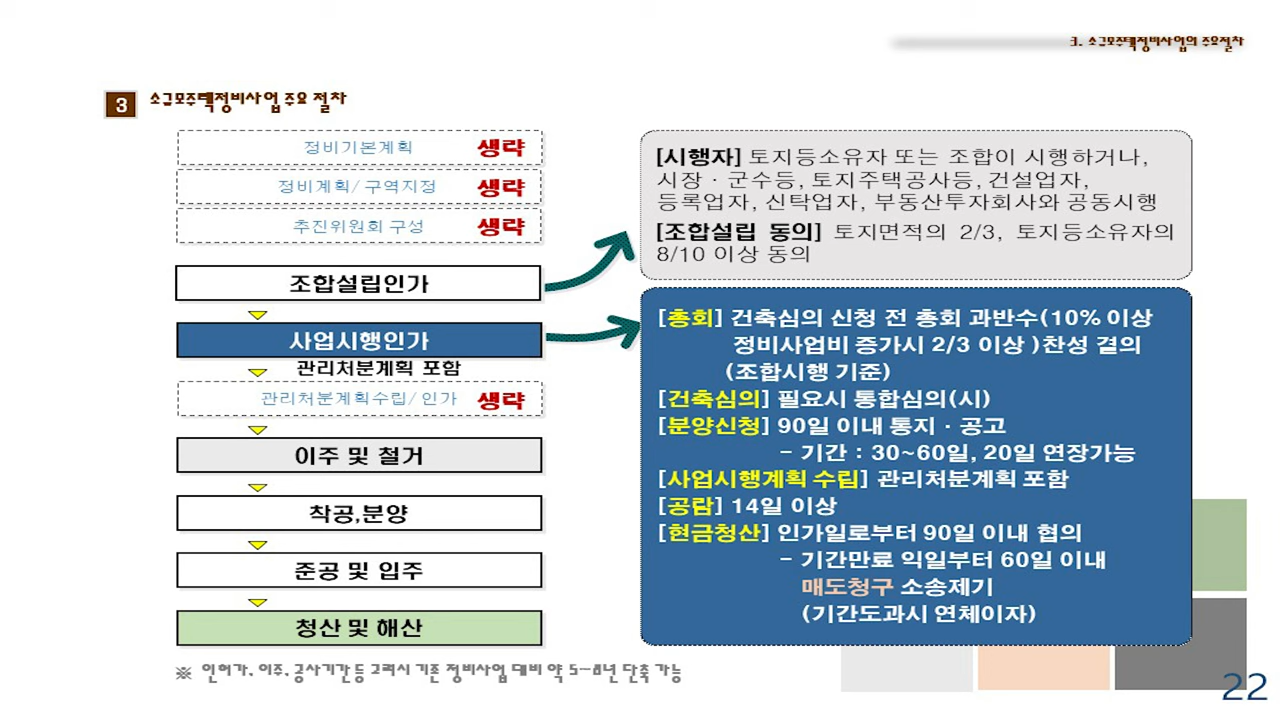 3. 소규모주택정비사업의 주요절차
3 소규모주택정비사업 주요 절차
정비기본계획 생략
정비계획/구역지정 생략
추진위원회 구성 생략
조합설립인가
사업시행인가
관리처분계획 포함
관리처분계획수립/인가 생략
이주 및 철거
착공,분양
준공 및 입주
청산 및 해산
※ 인허가, 이주, 공사기간등 고려시 기존 정비사업 대비 약 5~8년 단축 가능
[시행자] 토지등소유자 또는 조합이 시행하거나,
시장·군수등, 토지주택공사등, 건설업자,
등록업자, 신탁업자, 부동산투자회사와 공동시행
[조합설립 동의] 토지면적의 2/3, 토지등소유자의
8/10 이상 동의
[총회] 건축심의 신청 전 총회 과반수(10% 이상
정비사업비 증가시 2/3 이상 )찬성 결의
(조합시행 기준)
[건축심의] 필요시 통합심의(시)
[분양신청] 90일 이내 통지·공고
- 기간 : 30~60일, 20일 연장가능
[사업시행계획 수립] 관리처분계획 포함
[공람] 14일 이상
[현금청산] 인가일로부터 90일 이내 협의
- 기간만료 익일부터 60일 이내
매도청구 소송제기
(기간도과시 연체이자)
22